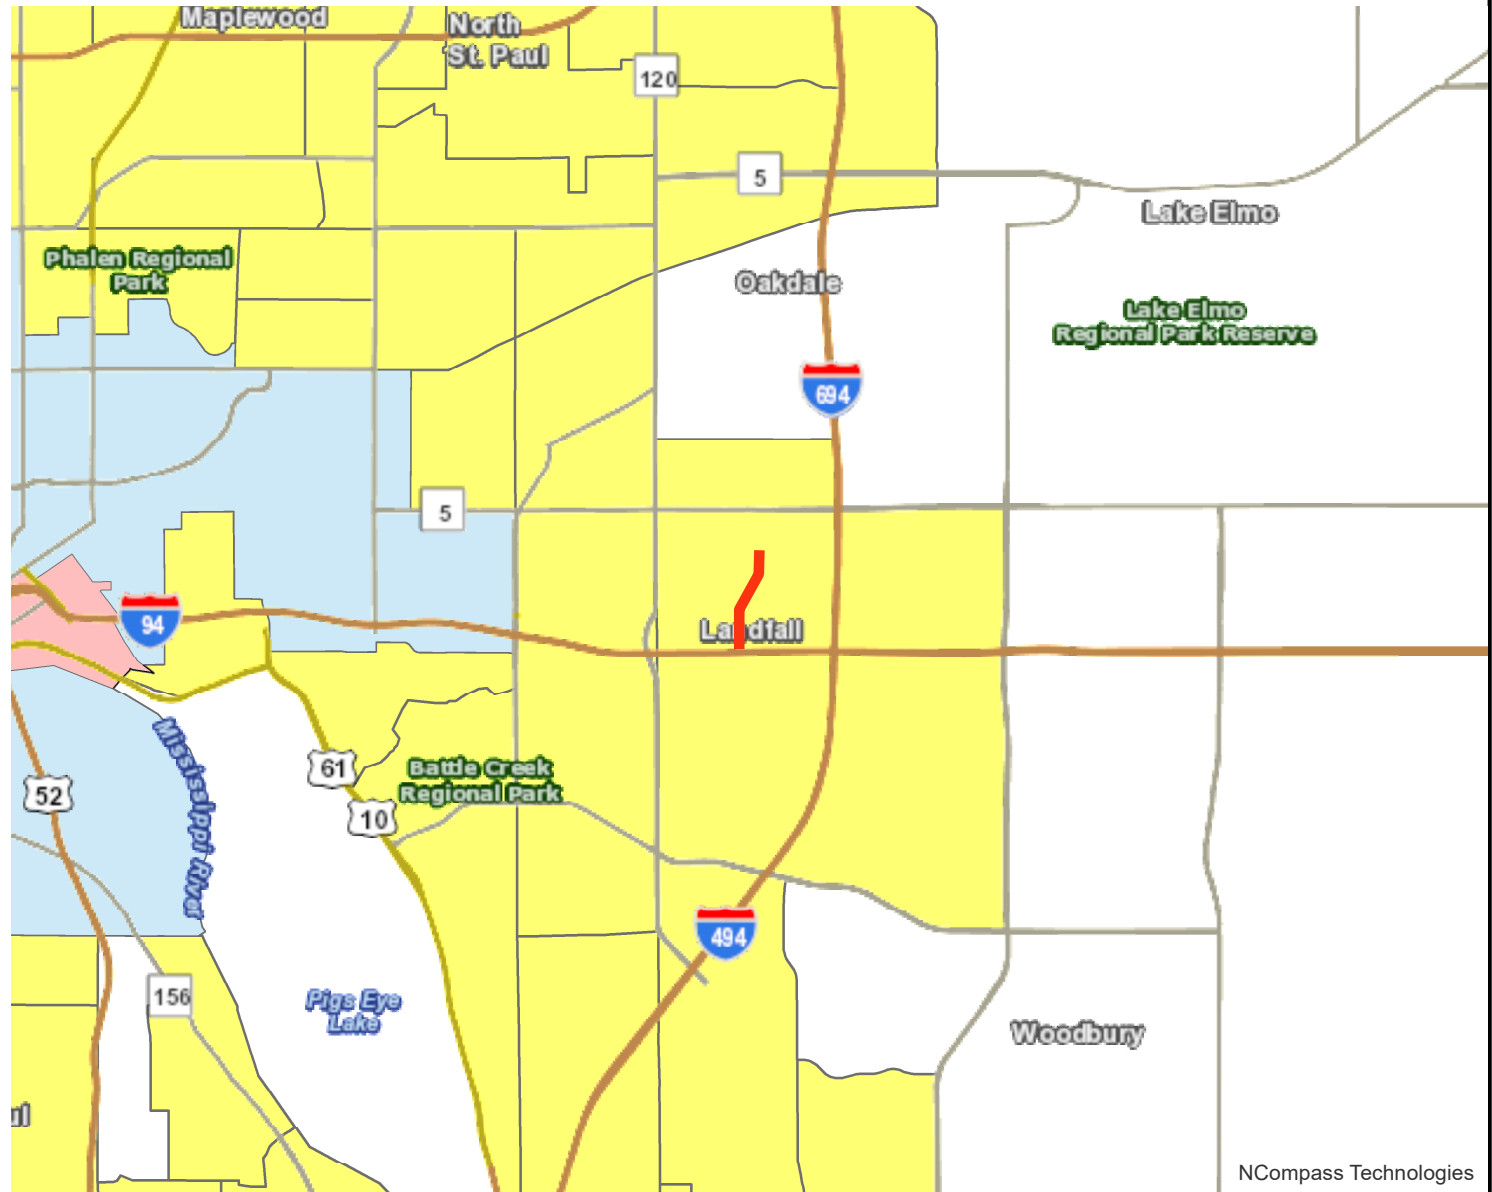 Maplewood
North
St. Paul
120
5
Lake Elmo
Phalen Regional
Park
Oakdale
Lake Elmo
Regional Park Reserve
694
5
94
Landfall
Mississippi River
61
Battle Creek
Regional Park
52
10
494
156
Pigs Eye
Lake
Woodbury
ul
NCompass Technologies